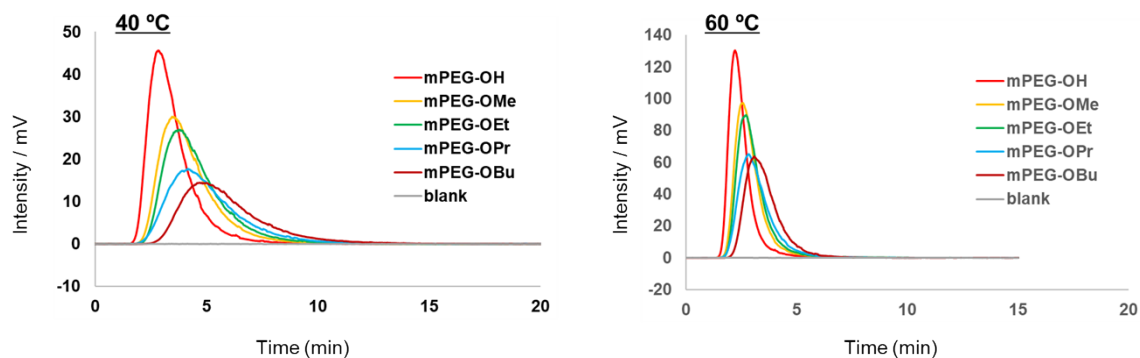 40 °C
50
40
30
20
10
0
-10
0 5 10 15 20
Intensity / mV
Time (min)
mPEG-OH
mPEG-OMe
mPEG-OEt
mPEG-OPr
mPEG-OBu
blank
60 °C
140
120
100
80
60
40
20
0
-20
0 5 10 15 20
Intensity / mV
Time (min)
mPEG-OH
mPEG-OMe
mPEG-OEt
mPEG-OPr
mPEG-OBu
blank